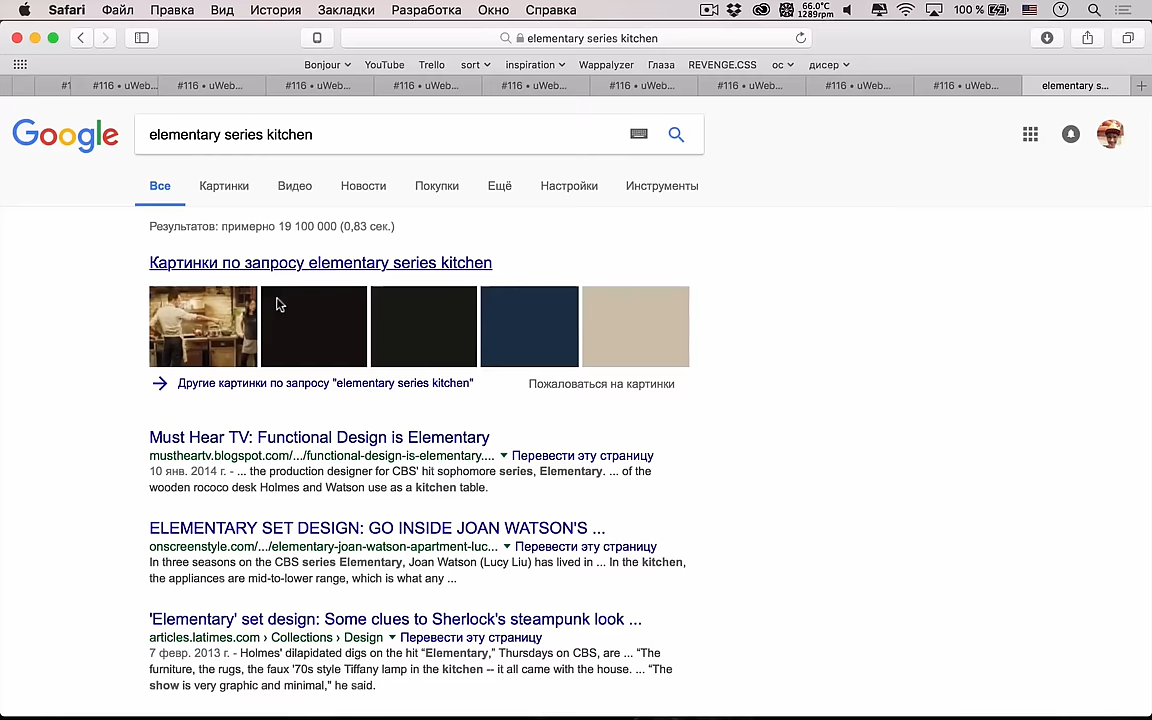 Safari Файл Правка Вид История Закладки Разработка Окно Справка 66.0°C 1289rpm 100 %
elementary series kitchen
Bonjour YouTube Trello sort inspiration Wappalyzer Глаза REVENGE.CSS ос дисер
#1 #116 • uWeb... #116 • uWeb... #116 • uWeb... #116 • uWeb... #116 • uWeb... #116 • uWeb... #116 • uWeb... #116 • uWeb... #116 • uWeb... elementary s...
Google elementary series kitchen
Все Картинки Видео Новости Покупки Ещё Настройки Инструменты
Результатов: примерно 19 100 000 (0,83 сек.)
Картинки по запросу elementary series kitchen
Другие картинки по запросу "elementary series kitchen" Пожаловаться на картинки
Must Hear TV: Functional Design is Elementary
mustheartv.blogspot.com/.../functional-design-is-elementary.... Перевести эту страницу
10 янв. 2014 г. - ... the production designer for CBS' hit sophomore series, Elementary. ... of the
wooden rococo desk Holmes and Watson use as a kitchen table.
ELEMENTARY SET DESIGN: GO INSIDE JOAN WATSON'S ...
onscreenstyle.com/.../elementary-joan-watson-apartment-luc... Перевести эту страницу
In three seasons on the CBS series Elementary, Joan Watson (Lucy Liu) has lived in ... In the kitchen,
the appliances are mid-to-lower range, which is what any ...
'Elementary' set design: Some clues to Sherlock's steampunk look ...
articles.latimes.com › Collections › Design Перевести эту страницу
7 февр. 2013 г. - Holmes' dilapidated digs on the hit “Elementary,” Thursdays on CBS, are ... “The
furniture, the rugs, the faux '70s style Tiffany lamp in the kitchen -- it all came with the house. ... “The
show is very graphic and minimal,” he said.